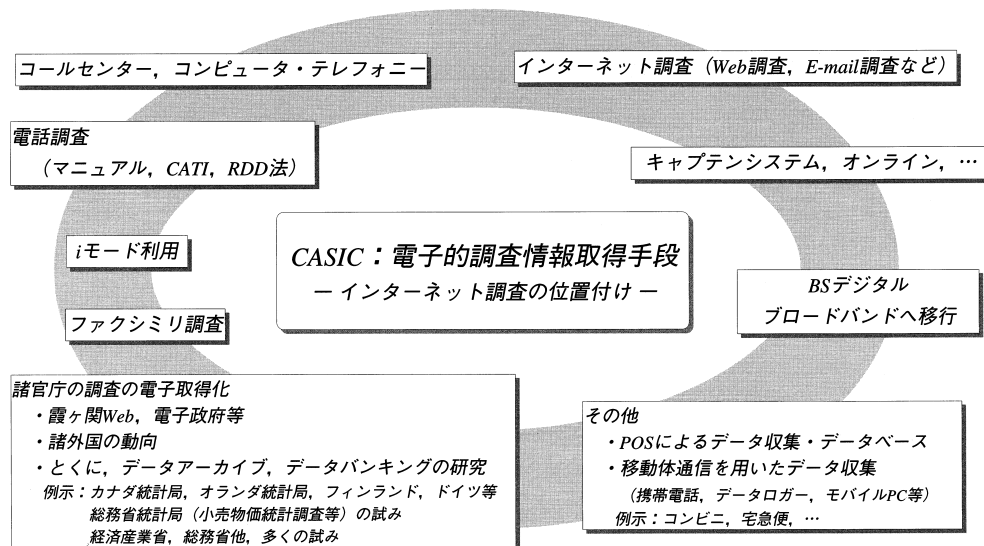 コールセンター，コンピュータ・テレフォニー
インターネット調査（Web調査，E-mail調査など）
電話調査
（マニュアル，CATI，RDD法）
キャプテンシステム，オンライン，…
iモード利用
CASIC：電子的調査情報取得手段
― インターネット調査の位置付け ―
BSデジタル
ブロードバンドへ移行
ファクシミリ調査
諸官庁の調査の電子取得化
・霞ヶ関Web，電子政府等
・諸外国の動向
・とくに，データアーカイブ，データバンキングの研究
例示：カナダ統計局，オランダ統計局，フィンランド，ドイツ等
総務省統計局（小売物価統計調査等）の試み
経済産業省，総務省他，多くの試み
その他
・POSによるデータ収集・データベース
・移動体通信を用いたデータ収集
（携帯電話，データロガー，モバイルPC等）
例示：コンビニ，宅急便，…